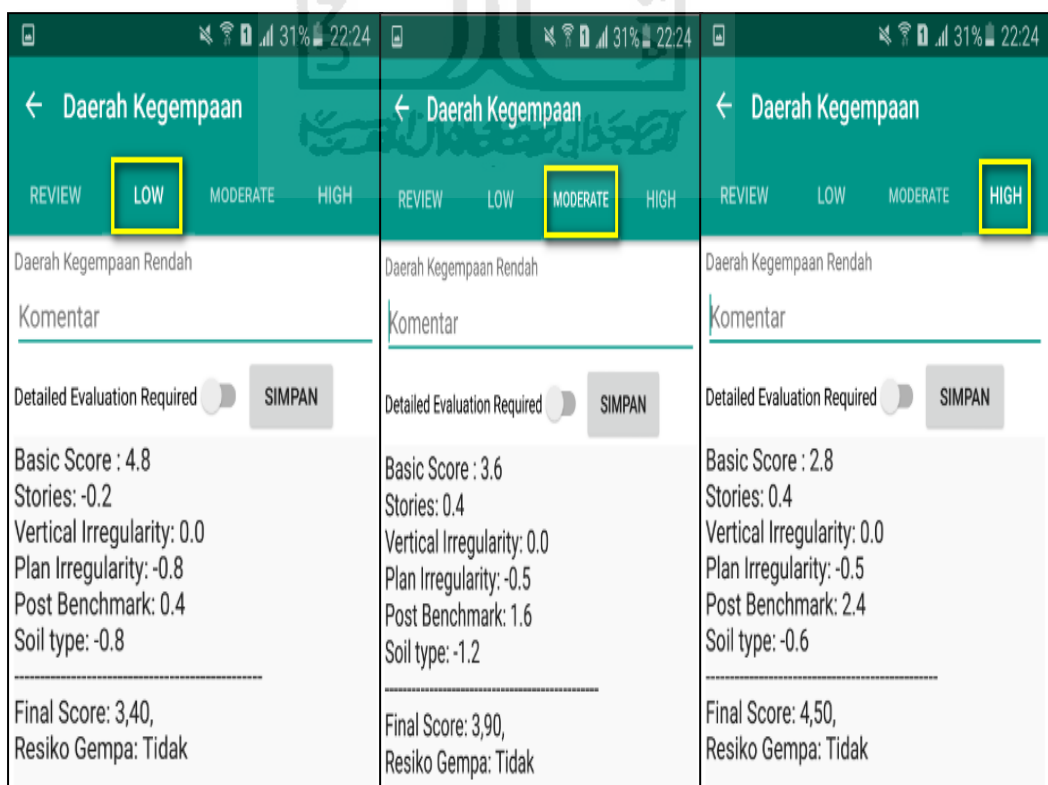 31% 22:24
Daerah Kegempaan
REVIEW LOW MODERATE HIGH
Daerah Kegempaan Rendah
Komentar
Detailed Evaluation Required SIMPAN
Basic Score : 4.8
Stories: -0.2
Vertical Irregularity: 0.0
Plan Irregularity: -0.8
Post Benchmark: 0.4
Soil type: -0.8
--------------------------------------------------
Final Score: 3,40,
Resiko Gempa: Tidak
1 31% 22:24
Daerah Kegempaan
REVIEW LOW MODERATE HIGH
Daerah Kegempaan Rendah
Komentar
Detailed Evaluation Required SIMPAN
Basic Score : 3.6
Stories: 0.4
Vertical Irregularity: 0.0
Plan Irregularity: -0.5
Post Benchmark: 1.6
Soil type: -1.2
--------------------------------------------------
Final Score: 3,90,
Resiko Gempa: Tidak
1 31% 22:24
Daerah Kegempaan
REVIEW LOW MODERATE HIGH
Daerah Kegempaan Rendah
Komentar
Detailed Evaluation Required SIMPAN
Basic Score : 2.8
Stories: 0.4
Vertical Irregularity: 0.0
Plan Irregularity: -0.5
Post Benchmark: 2.4
Soil type: -0.6
--------------------------------------------------
Final Score: 4,50,
Resiko Gempa: Tidak